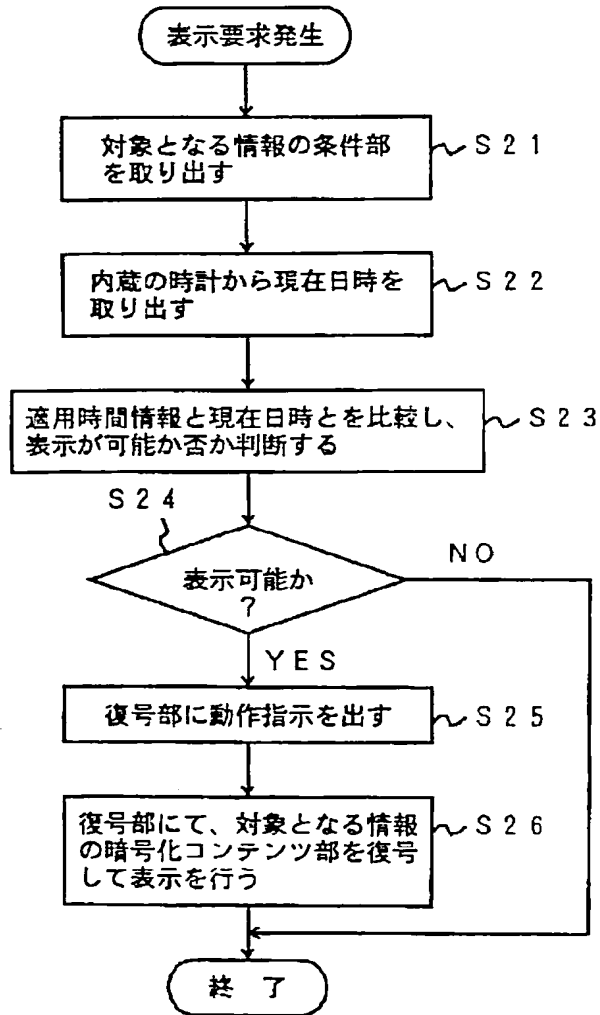 表示要求発生
対象となる情報の条件部
を取り出す
S21
内蔵の時計から現在日時を
取り出す
S22
適用時間情報と現在日時とを比較し、
表示が可能か否か判断する
S23
S24
表示可能か
?
NO
YES
復号部に動作指示を出す
S25
復号部にて、対象となる情報
の暗号化コンテンツ部を復号
して表示を行う
S26
終 了